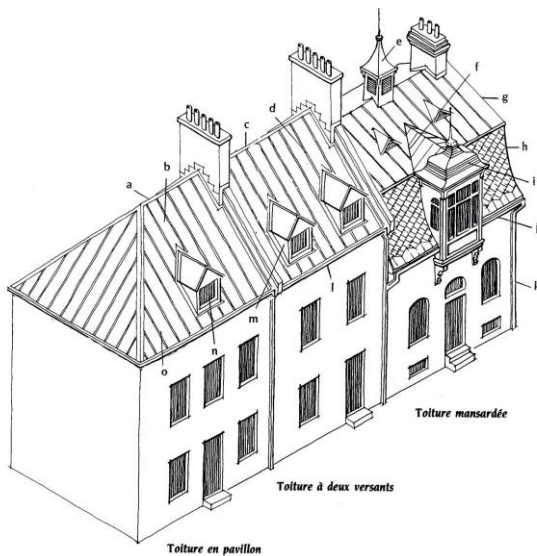 e
f
d
g
c
h
b
i
a
j
k
l
m
n
o
Toiture mansardée
Toiture à deux versants
Toiture en pavillon